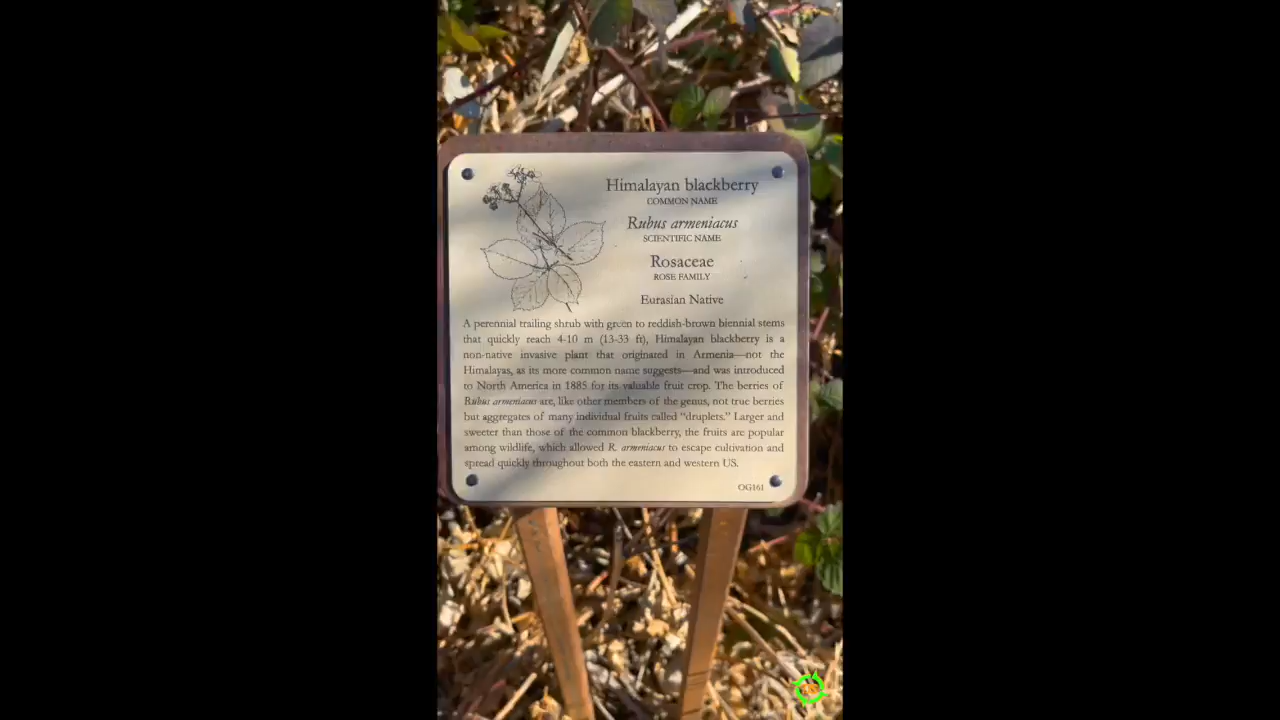 Himalayan blackberry
COMMON NAME
Rubus armeniacus
SCIENTIFIC NAME
Rosaceae
ROSE FAMILY
Eurasian Native
A perennial trailing shrub with green to reddish-brown biennial stems
that quickly reach 4-10 m (13-33 ft), Himalayan blackberry is a
non-native invasive plant that originated in Armenia—not the
Himalayas, as its more common name suggests—and was introduced
to North America in 1885 for its valuable fruit crop. The berries of
Rubus armeniacus are, like other members of the genus, not true berries
but aggregates of many individual fruits called “druplets.” Larger and
sweeter than those of the common blackberry, the fruits are popular
among wildlife, which allowed R. armeniacus to escape cultivation and
spread quickly throughout both the eastern and western US.
OG161